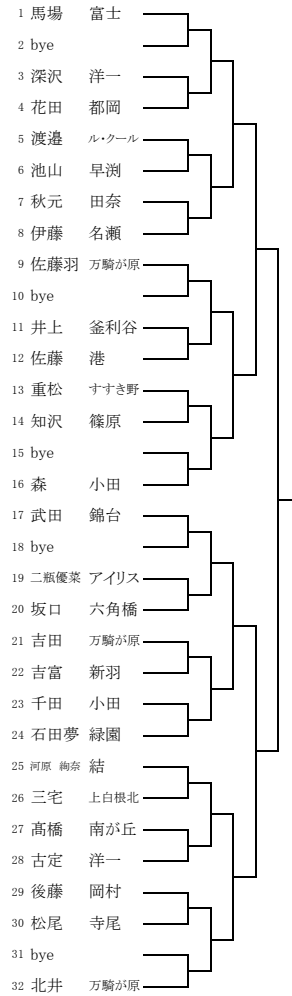 1 馬場 富士
2 bye
3 深沢 洋一
4 花田 都岡
5 渡邉 ル・クール
6 池山 早渕
7 秋元 田奈
8 伊藤 名瀬
9 佐藤羽 万騎が原
10 bye
11 井上 釜利谷
12 佐藤 港
13 重松 すすき野
14 知沢 篠原
15 bye
16 森 小田
17 武田 錦台
18 bye
19 二瓶優菜 アイリス
20 坂口 六角橋
21 吉田 万騎が原
22 吉富 新羽
23 千田 小田
24 石田夢 緑園
25 河原 絢奈 結
26 三宅 上白根北
27 髙橋 南が丘
28 古定 洋一
29 後藤 岡村
30 松尾 寺尾
31 bye
32 北井 万騎が原